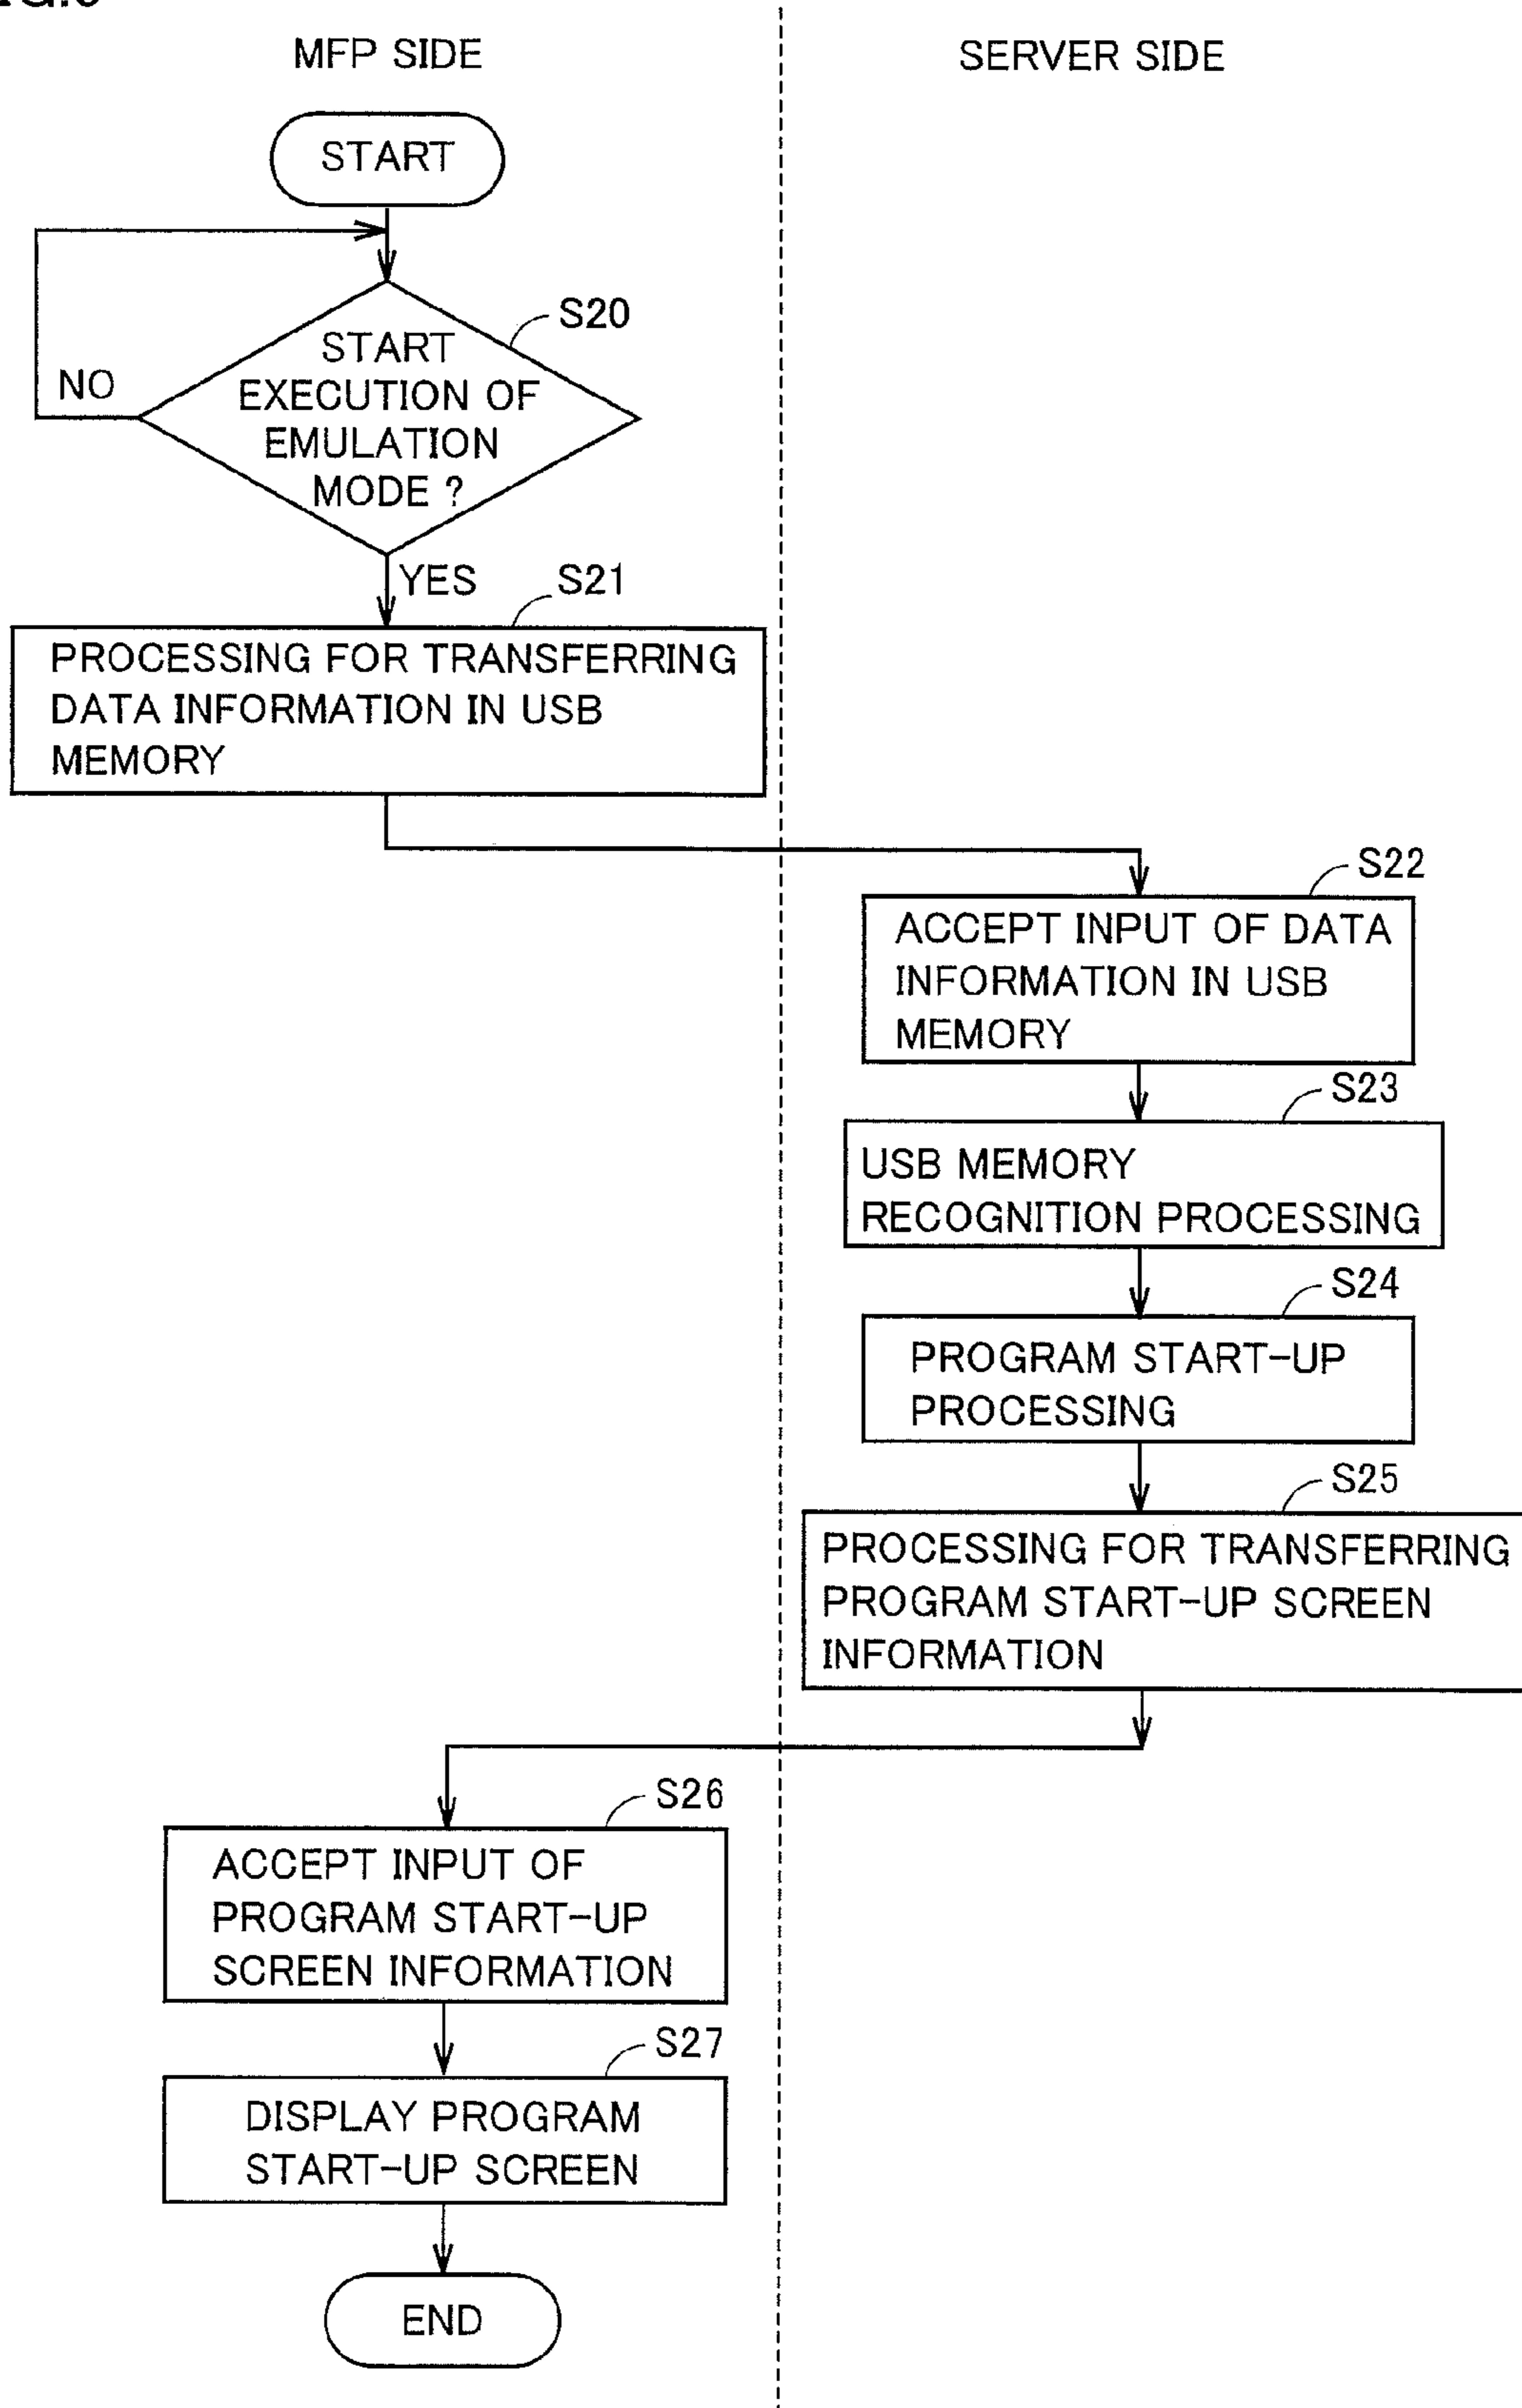 MFP SIDE
SERVER SIDE
START
S20
START
EXECUTION OF
EMULATION
MODE ?
NO
YES
S21
PROCESSING FOR TRANSFERRING
DATA INFORMATION IN USB
MEMORY
S22
ACCEPT INPUT OF DATA
INFORMATION IN USB
MEMORY
S23
USB MEMORY
RECOGNITION PROCESSING
S24
PROGRAM START-UP
PROCESSING
S25
PROCESSING FOR TRANSFERRING
PROGRAM START-UP SCREEN
INFORMATION
S26
ACCEPT INPUT OF
PROGRAM START-UP
SCREEN INFORMATION
S27
DISPLAY PROGRAM
START-UP SCREEN
END